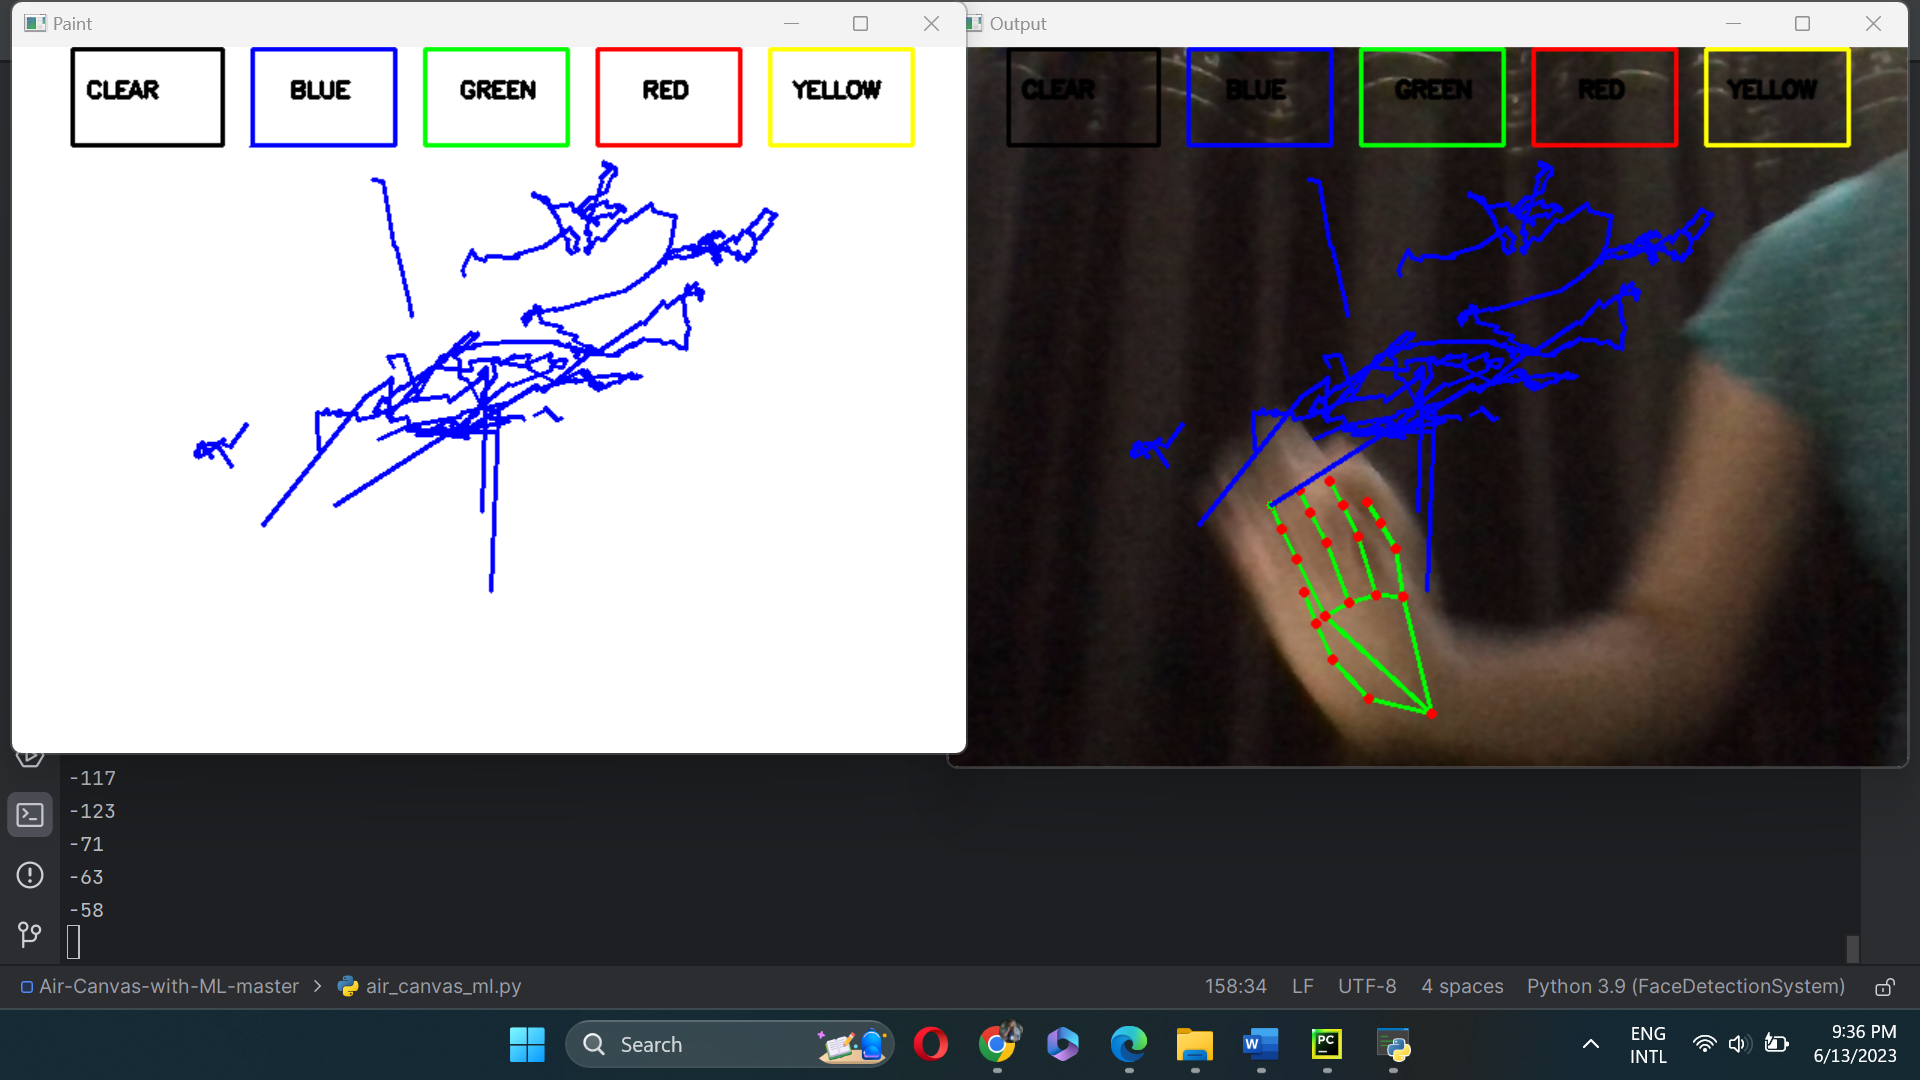 Paint
Output
CLEAR
BLUE
GREEN
RED
YELLOW
CLEAR
BLUE
GREEN
RED
YELLOW
-117
-123
-71
-63
-58
Air-Canvas-with-ML-master > air_canvas_ml.py
158:34 LF UTF-8 4 spaces Python 3.9 (FaceDetectionSystem)
Search
W
PC
ENG
INTL
9:36 PM
6/13/2023